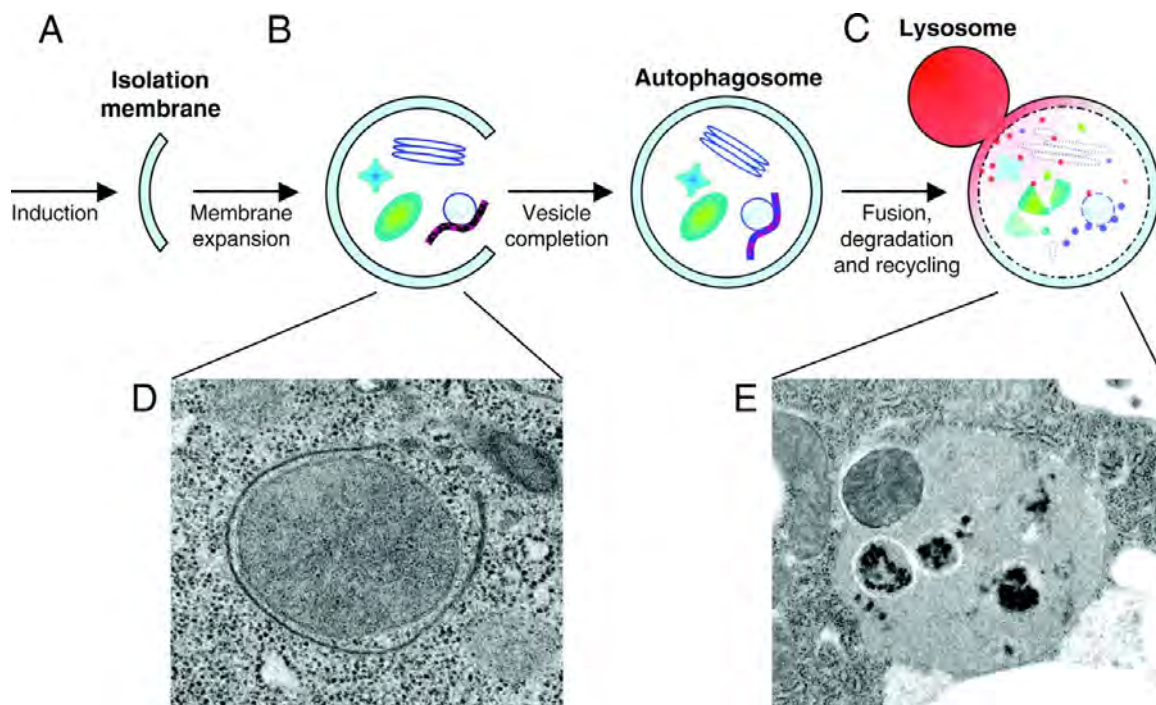 A
B
C
Lysosome
Isolation
membrane
Autophagosome
Induction
Membrane
expansion
Vesicle
completion
Fusion,
degradation
and recycling
D
E